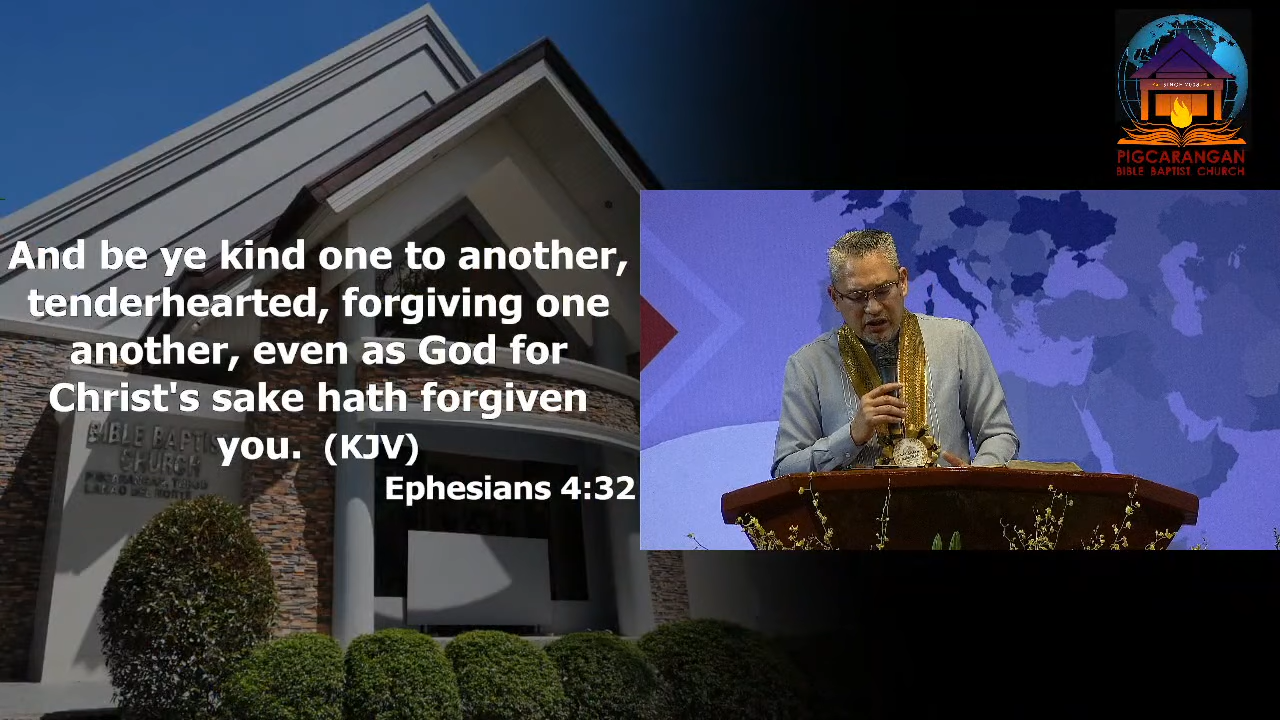 And be ye kind one to another,
tenderhearted, forgiving one
another, even as God for
Christ's sake hath forgiven
you. (KJV)
Ephesians 4:32
PIGCARANGAN
BIBLE BAPTIST CHURCH
BIBLE BAPTIST
CHURCH